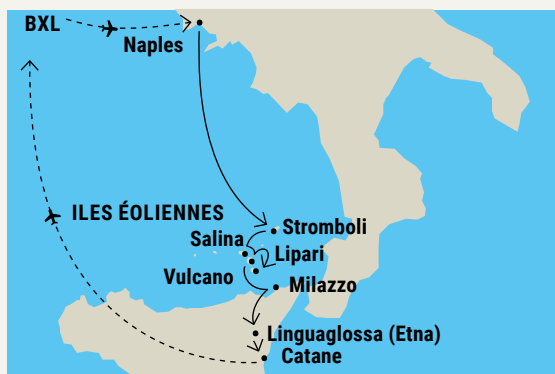 BXL
Naples
ILES ÉOLIENNES
Stromboli
Salina
Lipari
Vulcano
Milazzo
Linguaglossa (Etna)
Catane